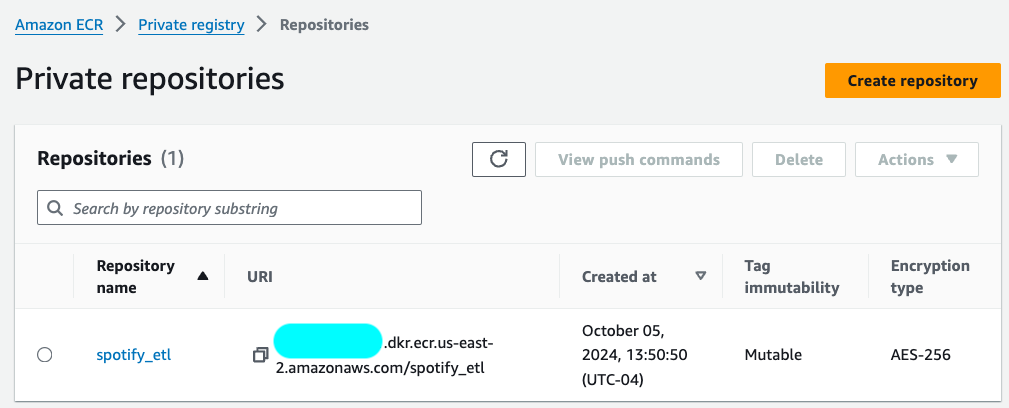 Amazon ECR > Private registry > Repositories
Private repositories
Create repository
Repositories (1)
View push commands
Delete
Actions
Search by repository substring
Repository name
URI
Created at
Tag immutability
Encryption type
spotify_etl
.dkr.ecr.us-east-
2.amazonaws.com/spotify_etl
October 05,
2024, 13:50:50
(UTC-04)
Mutable
AES-256